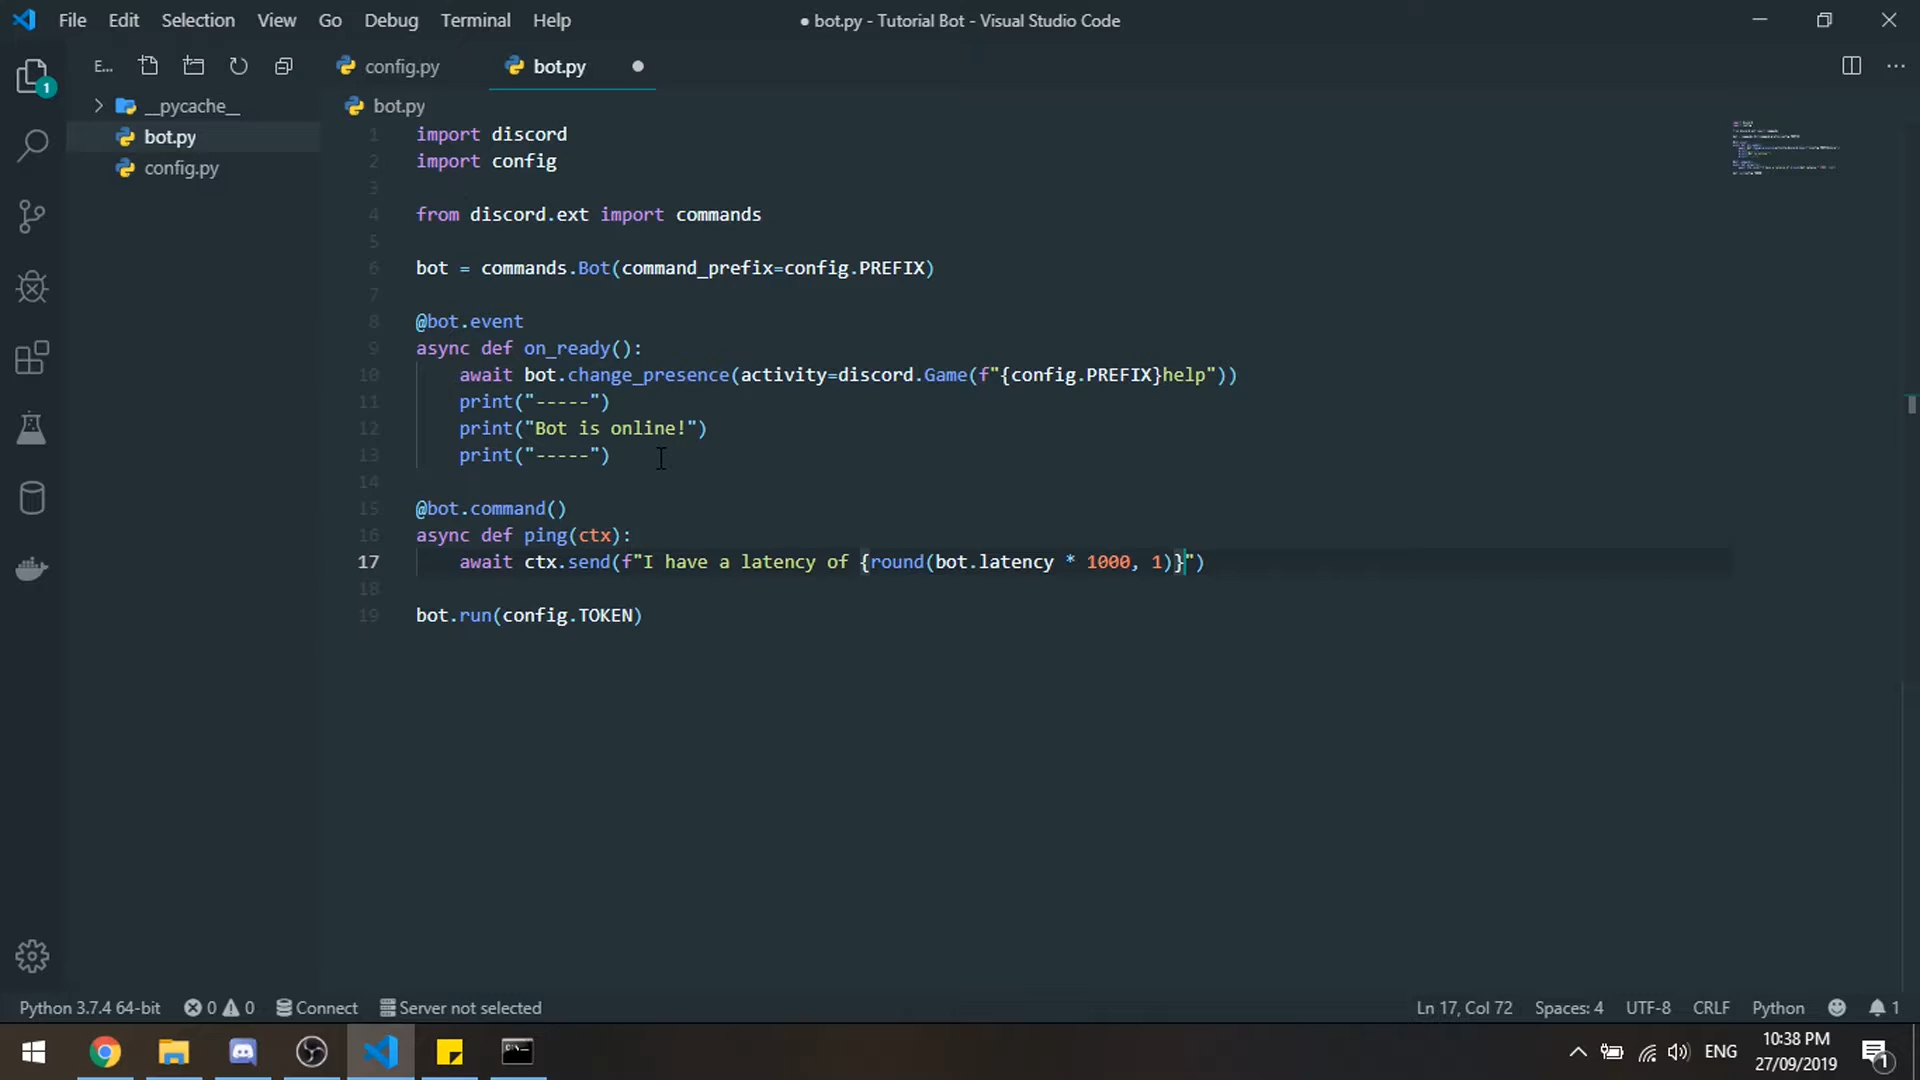 File Edit Selection View Go Debug Terminal Help
● bot.py - Tutorial Bot - Visual Studio Code
E...
config.py
bot.py
1
__pycache__
bot.py
config.py
bot.py
1 import discord
2 import config
3
4 from discord.ext import commands
5
6 bot = commands.Bot(command_prefix=config.PREFIX)
7
8 @bot.event
9 async def on_ready():
10     await bot.change_presence(activity=discord.Game(f"{config.PREFIX}help"))
11     print("-----")
12     print("Bot is online!")
13     print("-----")
14
15 @bot.command()
16 async def ping(ctx):
17     await ctx.send(f"I have a latency of {round(bot.latency * 1000, 1)}")
18
19 bot.run(config.TOKEN)
Python 3.7.4 64-bit 0 0 Connect Server not selected Ln 17, Col 72 Spaces: 4 UTF-8 CRLF Python 1
ENG
10:38 PM
27/09/2019
1